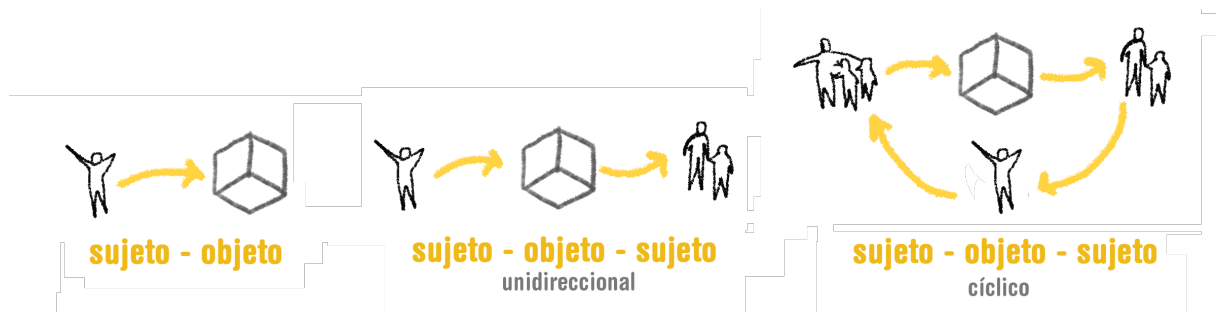 sujeto - objeto
sujeto - objeto - sujeto
unidireccional
sujeto - objeto - sujeto
cíclico